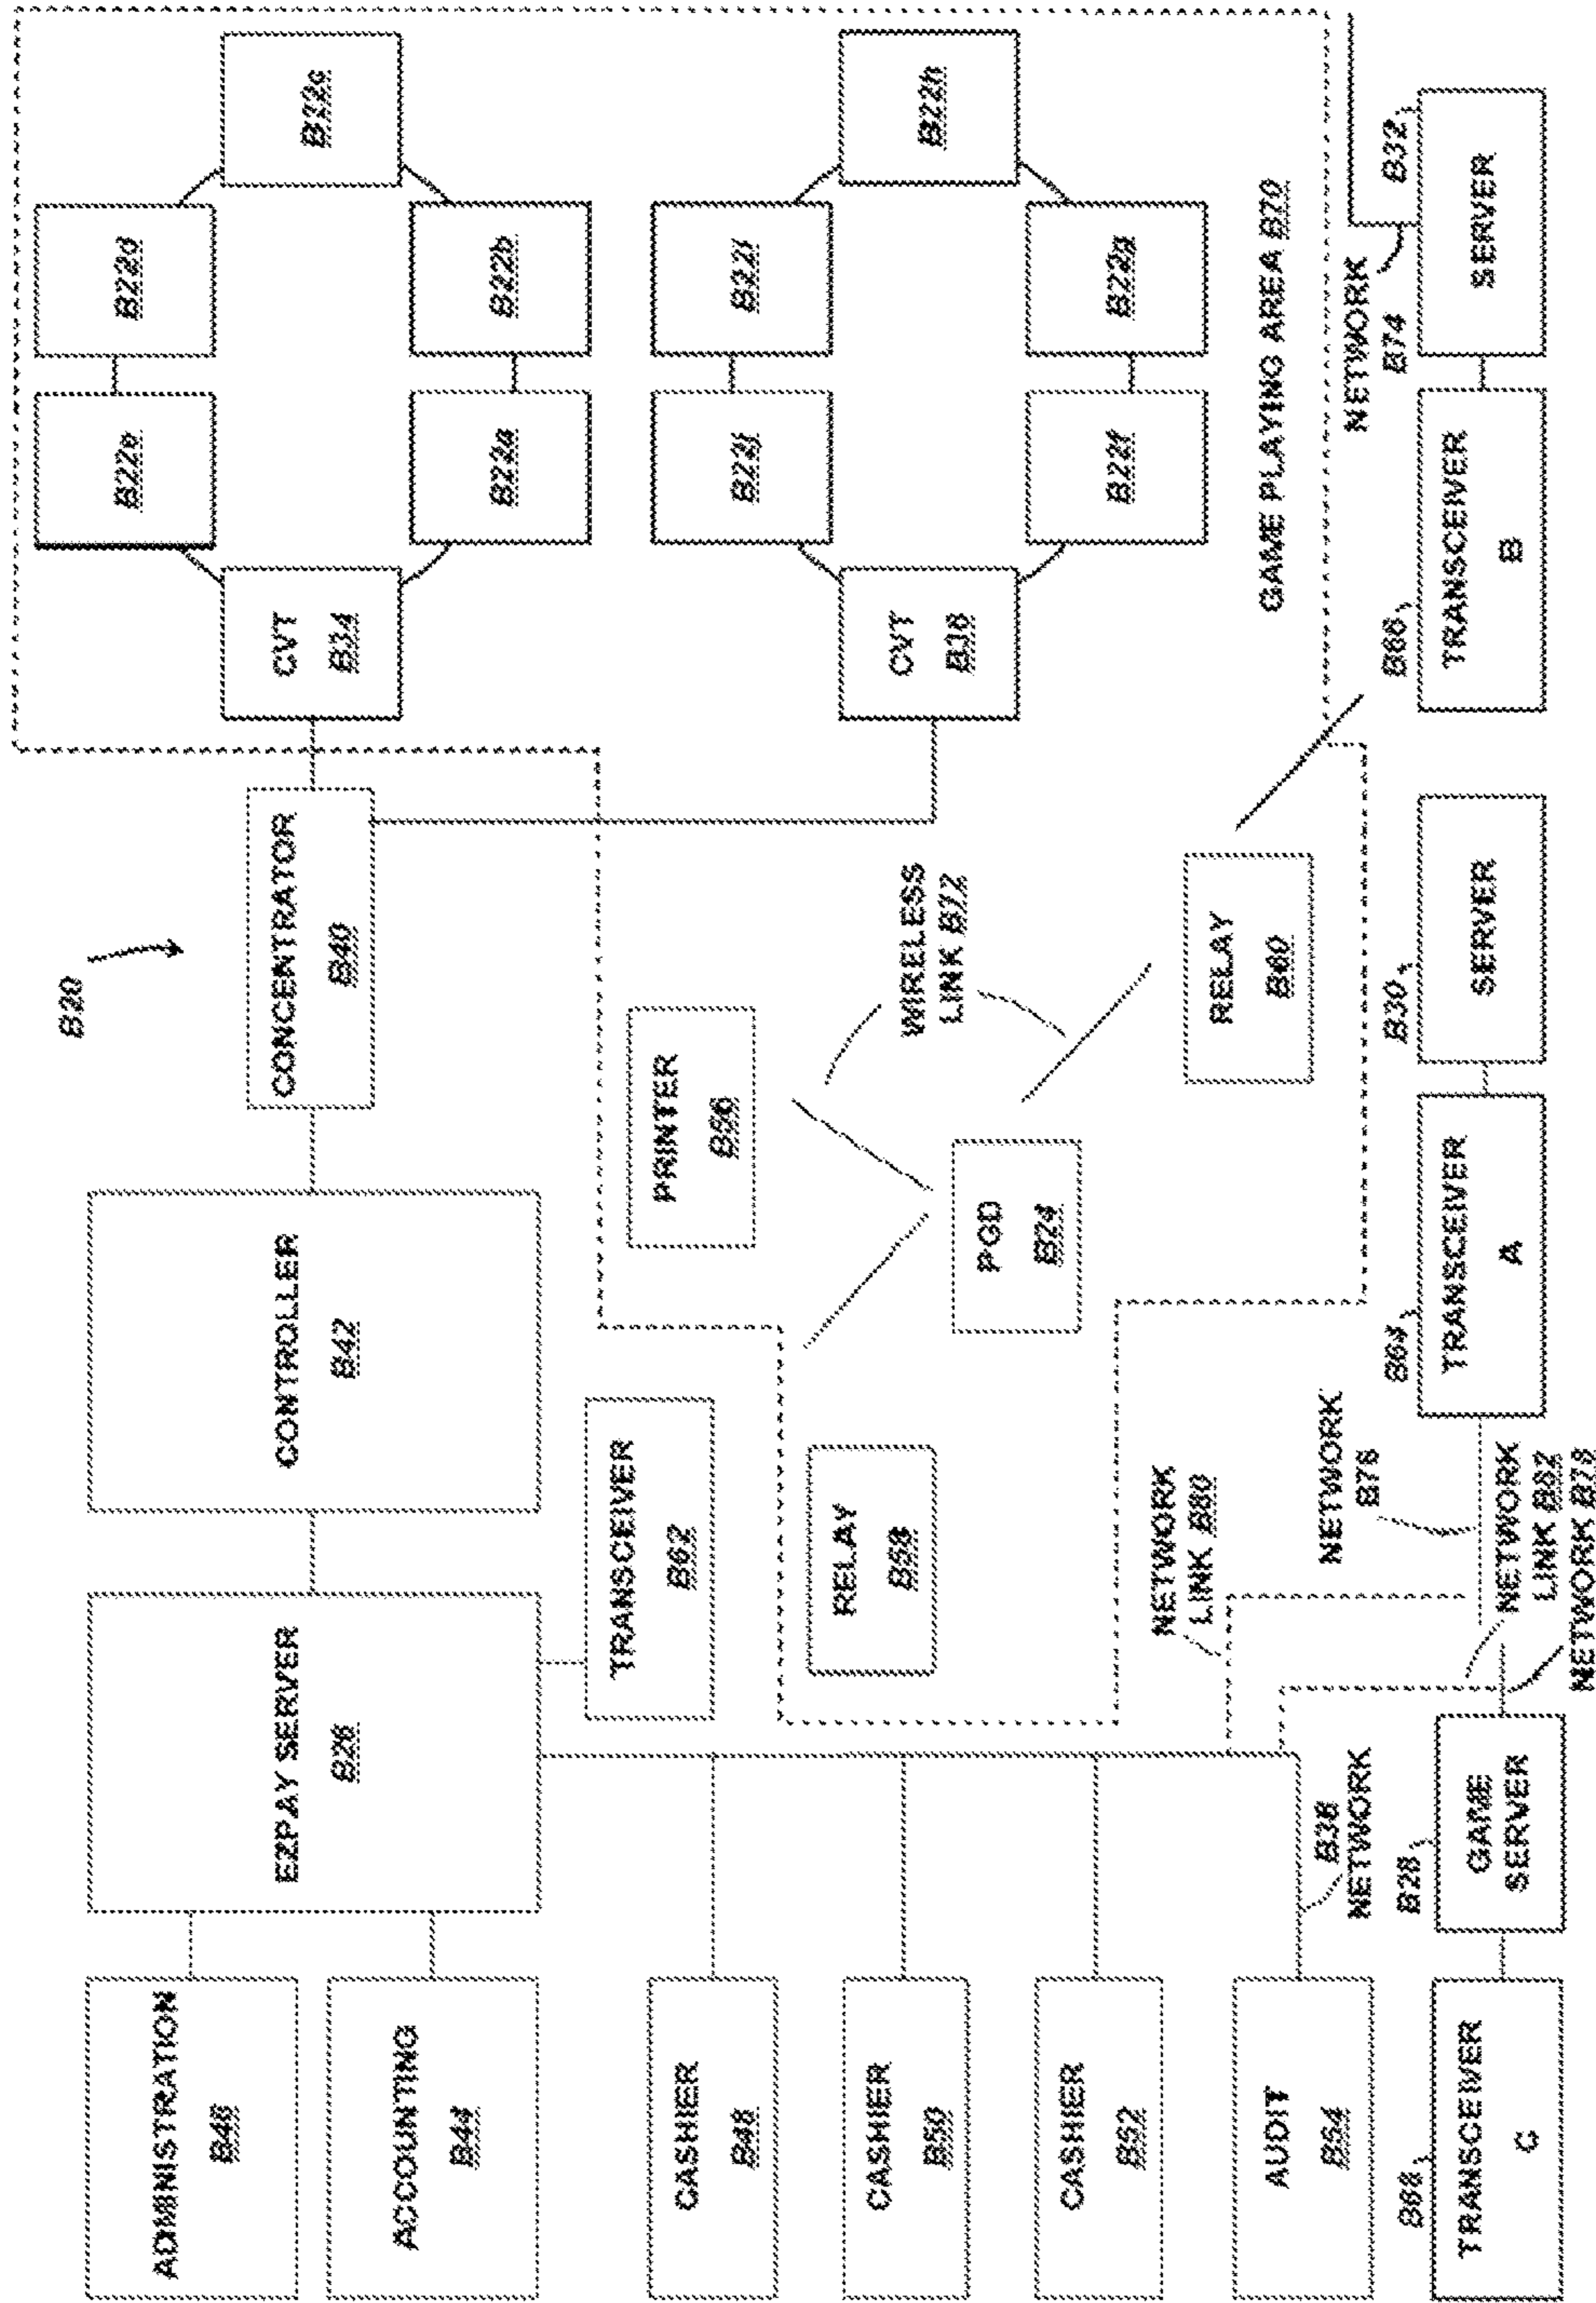 B20
ADMINISTRATION
B46
ACCOUNTING
B44
EZPAY SERVER
B26
CONTROLLER
B42
CONCENTRATOR
B40
CVT
B34
B22e
B22d
B22c
B22a
B22b
CASHIER
B48
CASHIER
B50
CASHIER
B52
AUDIT
B54
TRANSCEIVER
B62
RELAY
B58
PRINTER
B56
PGD
B24
WIRELESS
LINK B72
RELAY
B60
CVT
B36
B22j
B22i
B22h
B22f
B22g
GAME PLAYING AREA B70
NETWORK
LINK B80
B38
NETWORK
NETWORK
B76
NETWORK
B74
B68
TRANSCEIVER
C
B28
GAME
SERVER
NETWORK
LINK B82
NETWORK B78
B64
TRANSCEIVER
A
B30
SERVER
B66
TRANSCEIVER
B
B32
SERVER